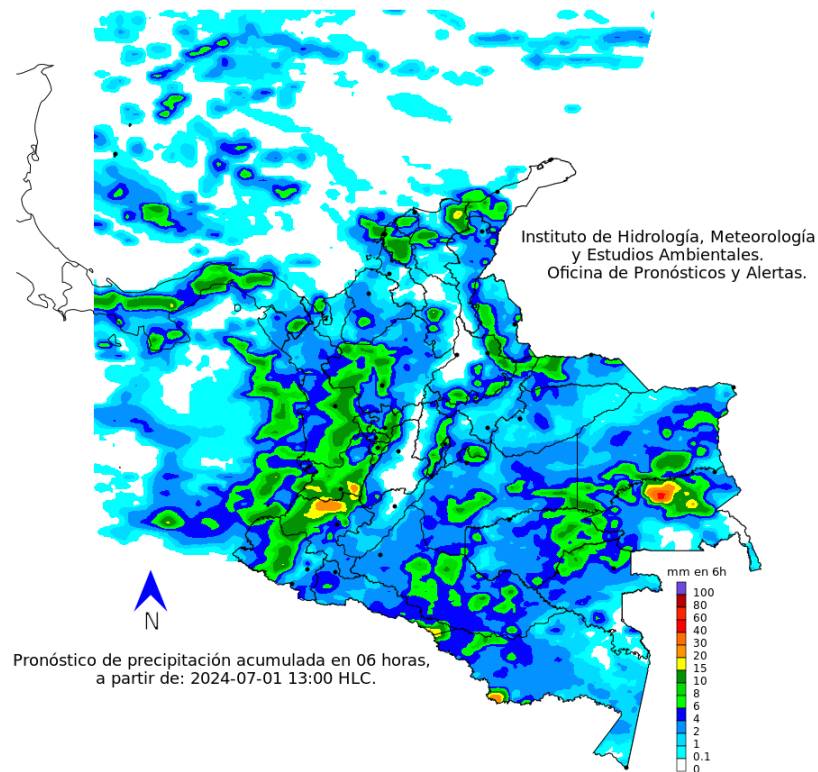 Instituto de Hidrología, Meteorología
y Estudios Ambientales.
Oficina de Pronósticos y Alertas.
mm en 6h
100
80
60
40
30
20
15
10
8
6
4
2
1
0.1
0
N
Pronóstico de precipitación acumulada en 06 horas,
a partir de: 2024-07-01 13:00 HLC.